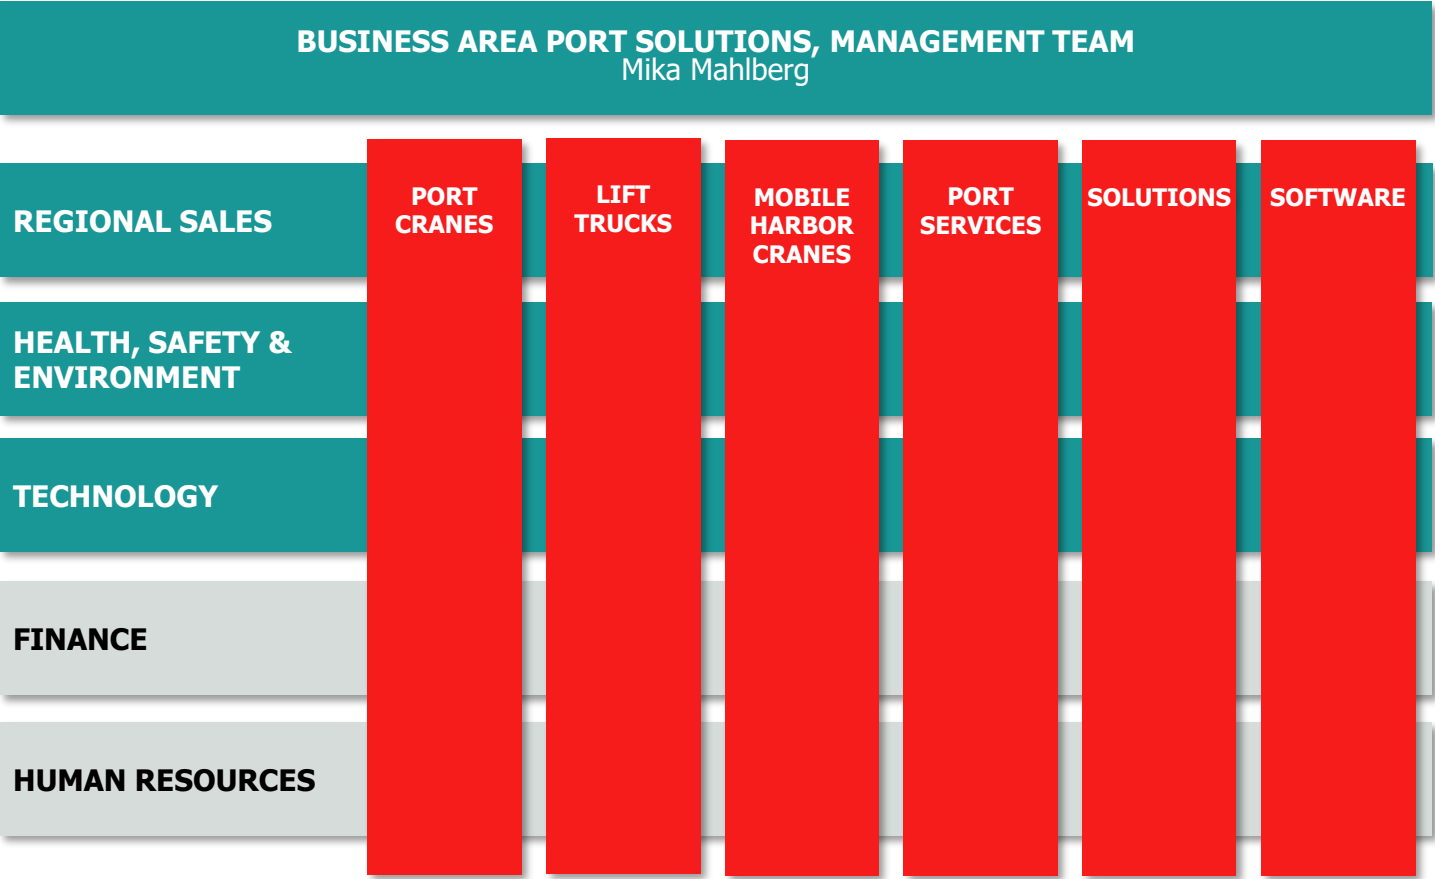 BUSINESS AREA PORT SOLUTIONS, MANAGEMENT TEAM
Mika Mahlberg
REGIONAL SALES
PORT
CRANES
LIFT
TRUCKS
MOBILE
HARBOR
CRANES
PORT
SERVICES
SOLUTIONS
SOFTWARE
HEALTH, SAFETY &
ENVIRONMENT
TECHNOLOGY
FINANCE
HUMAN RESOURCES